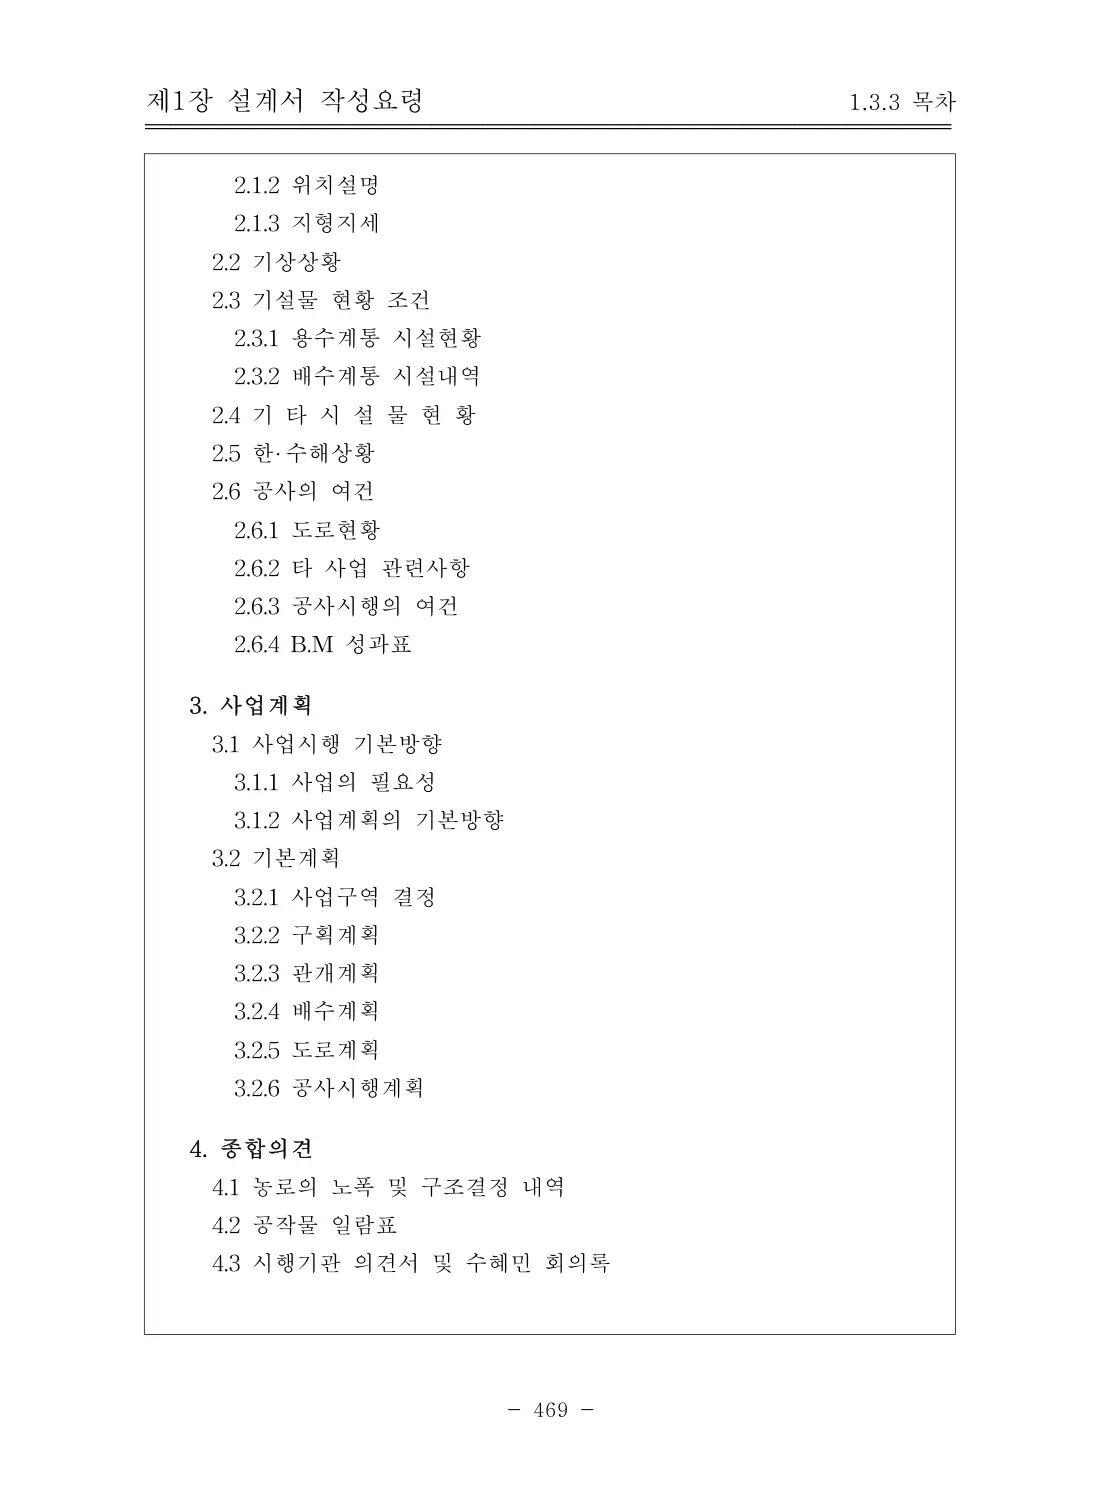 제1장 설계서 작성요령 1.3.3 목차
2.1.2 위치설명
2.1.3 지형지세
2.2 기상상황
2.3 기설물 현황 조건
2.3.1 용수계통 시설현황
2.3.2 배수계통 시설내역
2.4 기 타 시 설 물 현 황
2.5 한·수해상황
2.6 공사의 여건
2.6.1 도로현황
2.6.2 타 사업 관련사항
2.6.3 공사시행의 여건
2.6.4 B.M 성과표
3. 사업계획
3.1 사업시행 기본방향
3.1.1 사업의 필요성
3.1.2 사업계획의 기본방향
3.2 기본계획
3.2.1 사업구역 결정
3.2.2 구획계획
3.2.3 관개계획
3.2.4 배수계획
3.2.5 도로계획
3.2.6 공사시행계획
4. 종합의견
4.1 농로의 노폭 및 구조결정 내역
4.2 공작물 일람표
4.3 시행기관 의견서 및 수혜민 회의록
- 469 -